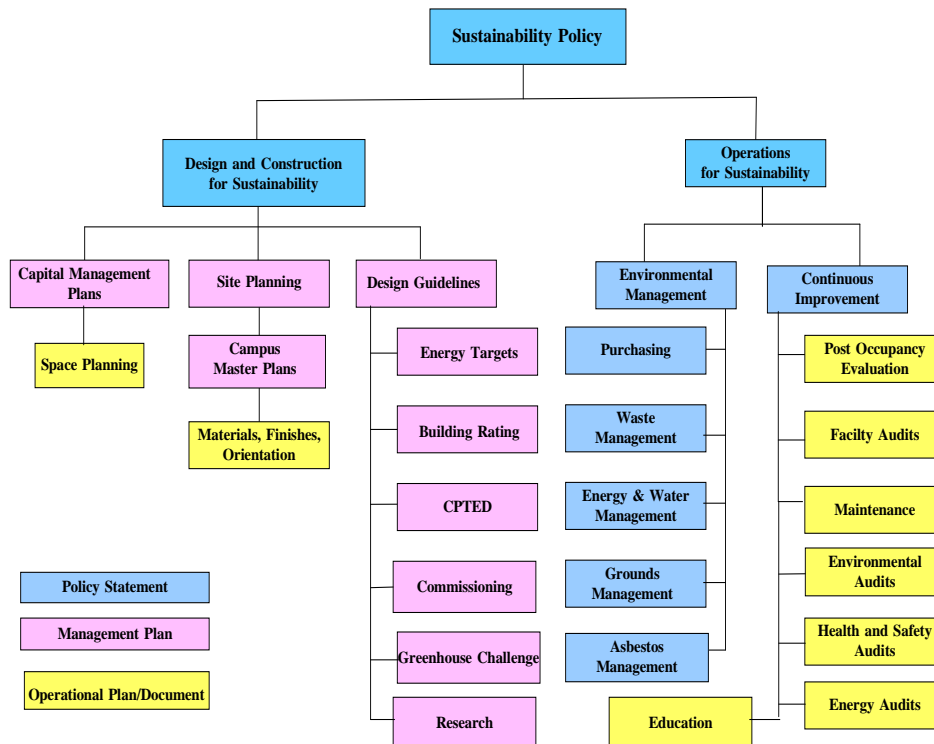 Sustainability Policy
Design and Construction
for Sustainability
Operations
for Sustainability
Capital Management
Plans
Site Planning
Design Guidelines
Environmental
Management
Continuous
Improvement
Space Planning
Campus
Master Plans
Materials, Finishes,
Orientation
Energy Targets
Building Rating
CPTED
Commissioning
Greenhouse Challenge
Research
Purchasing
Waste
Management
Energy & Water
Management
Grounds
Management
Asbestos
Management
Education
Post Occupancy
Evaluation
Facilty Audits
Maintenance
Environmental
Audits
Health and Safety
Audits
Energy Audits
Policy Statement
Management Plan
Operational Plan/Document